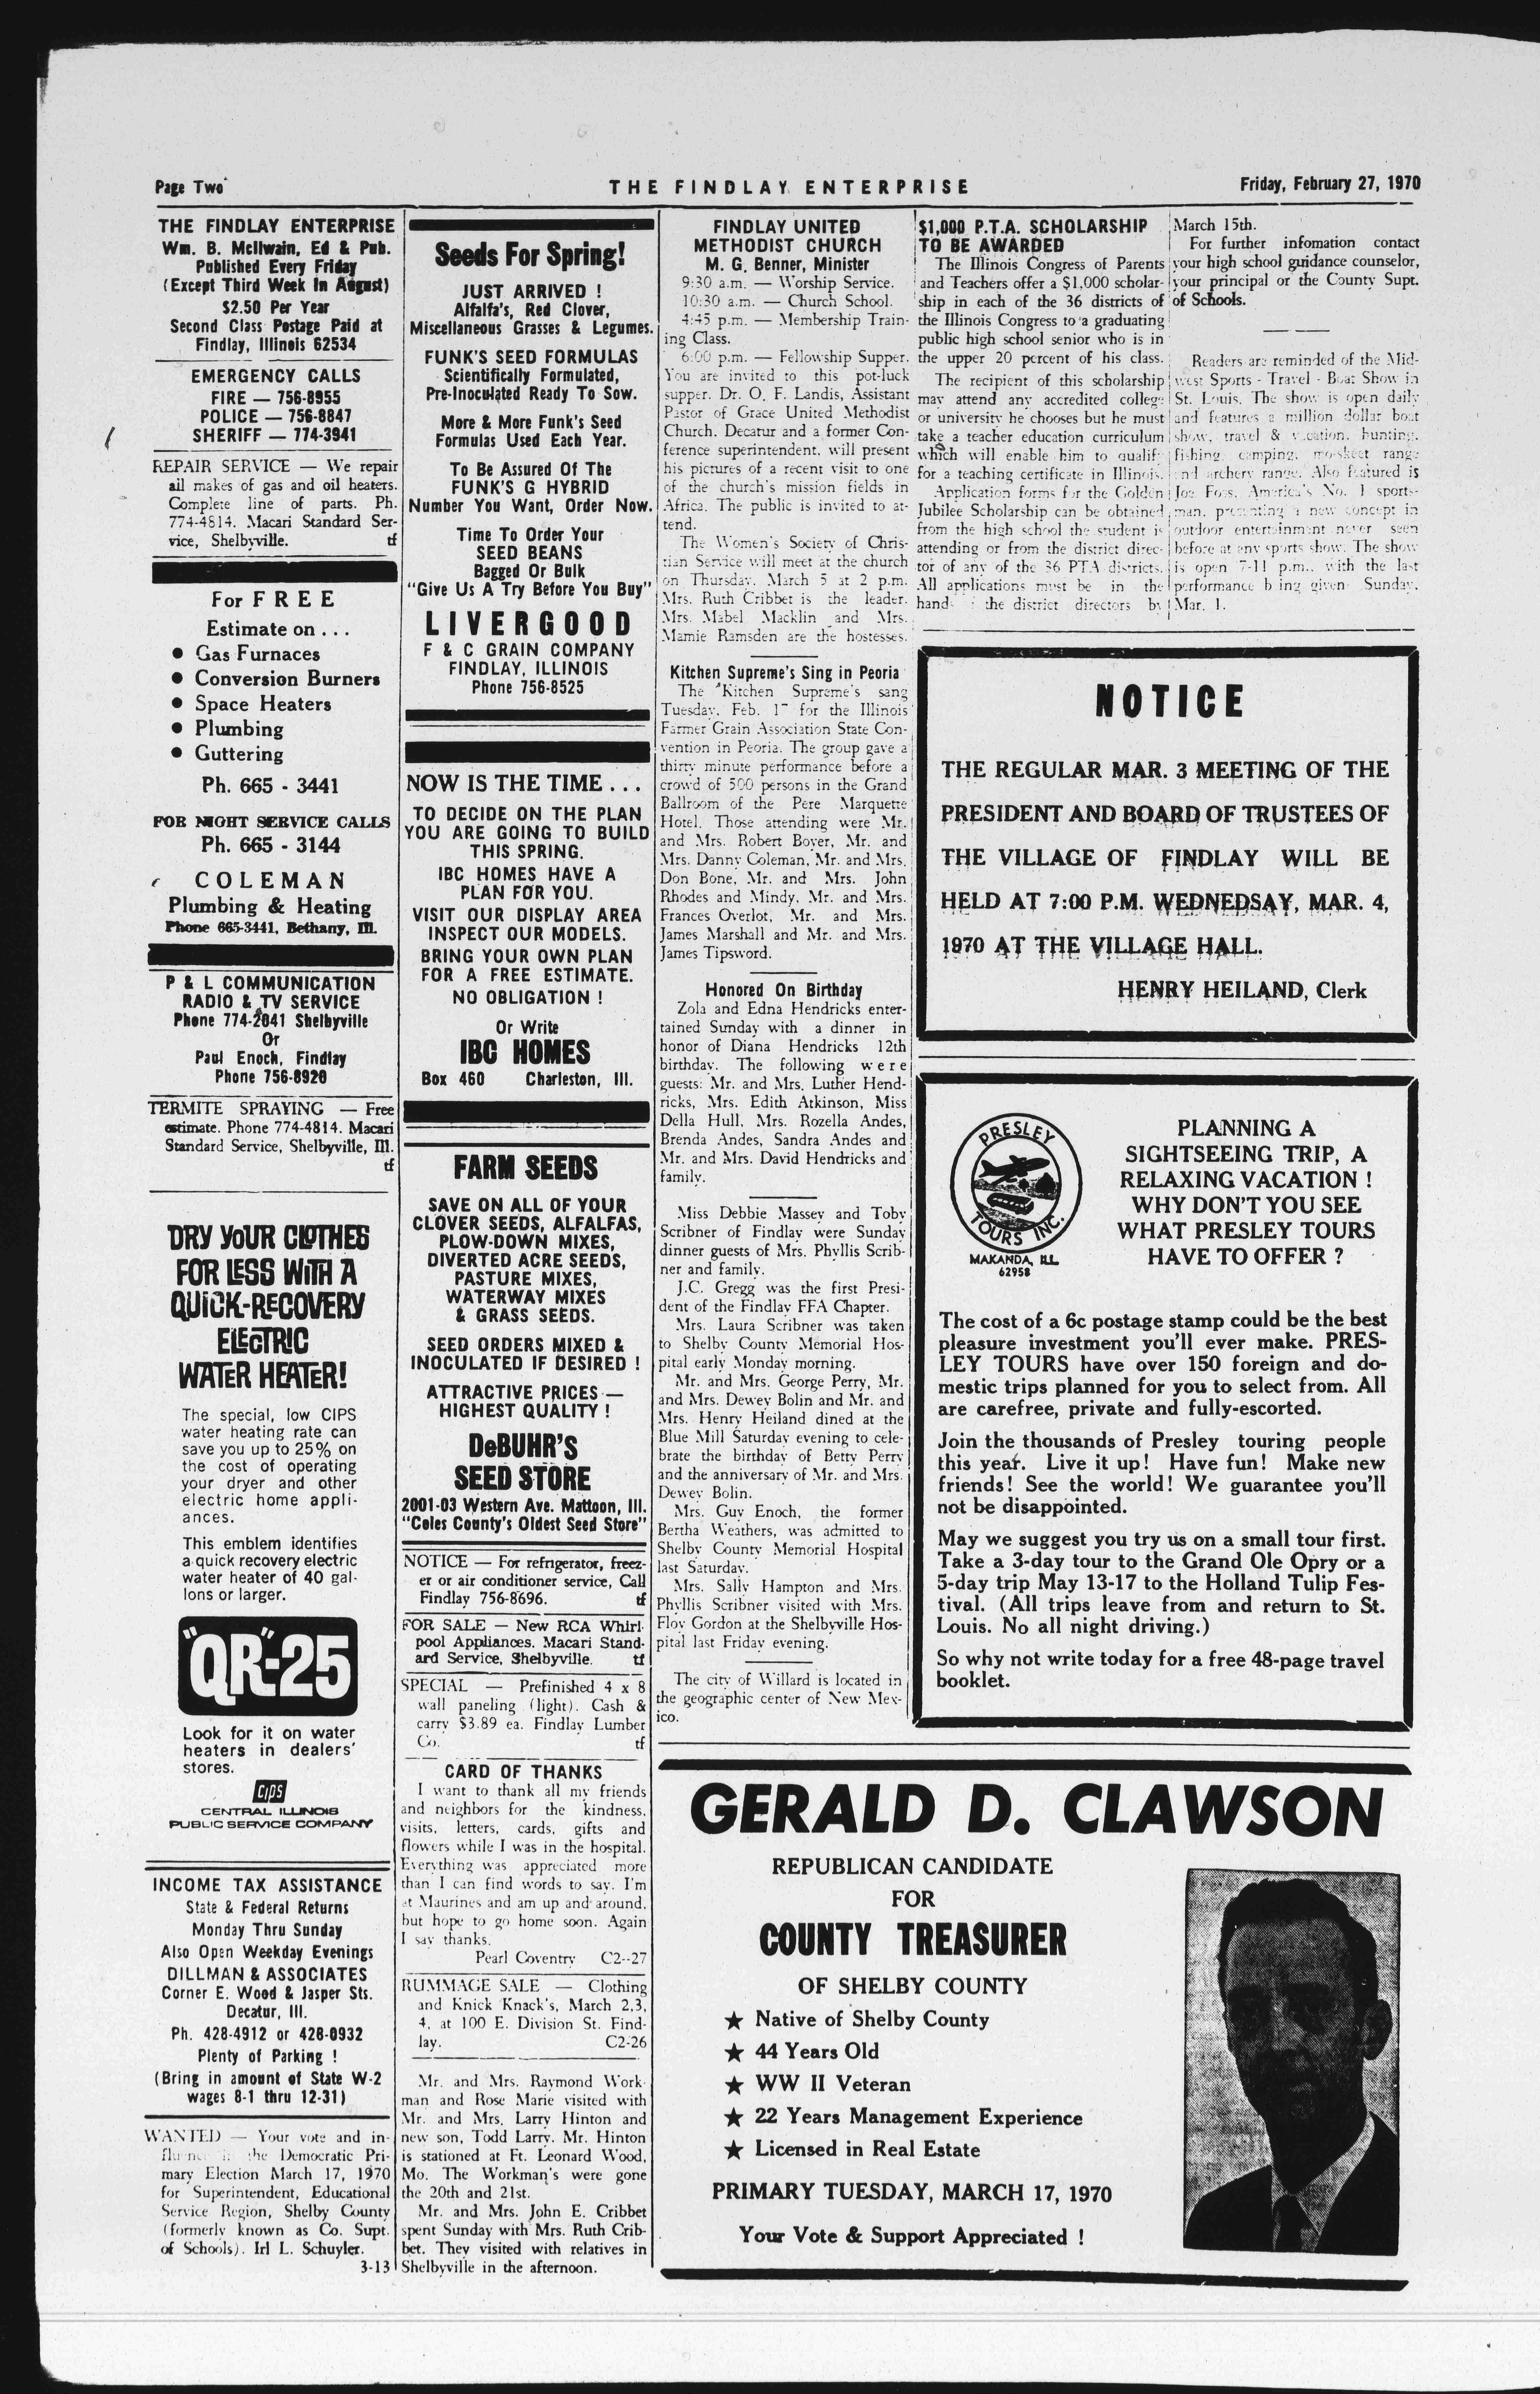 Page Two
THE FINDLAY ENTERPRISE
Friday, February 27, 1970
THE FINDLAY ENTERPRISE
Wm. B. McIlwain, Ed & Pub.
Published Every Friday
(Except Third Week In August)
$2.50 Per Year
Second Class Postage Paid at
Findlay, Illinois 62534
EMERGENCY CALLS
FIRE — 756-8955
POLICE — 756-8847
SHERIFF — 774-3941
REPAIR SERVICE — We repair
all makes of gas and oil heaters.
Complete line of parts. Ph.
774-4814. Macari Standard Ser-
vice, Shelbyville. tf
For FREE
Estimate on . . .
● Gas Furnaces
● Conversion Burners
● Space Heaters
● Plumbing
● Guttering
Ph. 665 - 3441
FOR NIGHT SERVICE CALLS
Ph. 665 - 3144
COLEMAN
Plumbing & Heating
Phone 665-3441, Bethany, Ill.
P & L COMMUNICATION
RADIO & TV SERVICE
Phone 774-2041 Shelbyville
Or
Paul Enoch, Findlay
Phone 756-8920
TERMITE SPRAYING — Free
estimate. Phone 774-4814. Macari
Standard Service, Shelbyville, Ill.
tf
DRY YOUR CLOTHES
FOR LESS WITH A
QUICK-RECOVERY
ELECTRIC
WATER HEATER!
The special, low CIPS
water heating rate can
save you up to 25% on
the cost of operating
your dryer and other
electric home appli-
ances.
This emblem identifies
a quick recovery electric
water heater of 40 gal-
lons or larger.
"QR-25"
Look for it on water
heaters in dealers'
stores.
CIPS
CENTRAL ILLINOIS
PUBLIC SERVICE COMPANY
INCOME TAX ASSISTANCE
State & Federal Returns
Monday Thru Sunday
Also Open Weekday Evenings
DILLMAN & ASSOCIATES
Corner E. Wood & Jasper Sts.
Decatur, Ill.
Ph. 428-4912 or 428-0932
Plenty of Parking !
(Bring in amount of State W-2
wages 8-1 thru 12-31)
WANTED — Your vote and in-
the Democratic Pri-
mary Election March 17, 1970
for Superintendent, Educational
Service Region, Shelby County
(formerly known as Co. Supt.
of Schools). Irl L. Schuyler.
3-13
Seeds For Spring!
JUST ARRIVED !
Alfalfa's, Red Clover,
Miscellaneous Grasses & Legumes.
FUNK'S SEED FORMULAS
Scientifically Formulated,
Pre-Inoculated Ready To Sow.
More & More Funk's Seed
Formulas Used Each Year.
To Be Assured Of The
FUNK'S G HYBRID
Number You Want, Order Now.
Time To Order Your
SEED BEANS
Bagged Or Bulk
"Give Us A Try Before You Buy"
LIVERGOOD
F & C GRAIN COMPANY
FINDLAY, ILLINOIS
Phone 756-8525
NOW IS THE TIME . . .
TO DECIDE ON THE PLAN
YOU ARE GOING TO BUILD
THIS SPRING.
IBC HOMES HAVE A
PLAN FOR YOU.
VISIT OUR DISPLAY AREA
INSPECT OUR MODELS.
BRING YOUR OWN PLAN
FOR A FREE ESTIMATE.
NO OBLIGATION !
Or Write
IBC HOMES
Box 460 Charleston, Ill.
FARM SEEDS
SAVE ON ALL OF YOUR
CLOVER SEEDS, ALFALFAS,
PLOW-DOWN MIXES,
DIVERTED ACRE SEEDS,
PASTURE MIXES,
WATERWAY MIXES
& GRASS SEEDS.
SEED ORDERS MIXED &
INOCULATED IF DESIRED !
ATTRACTIVE PRICES —
HIGHEST QUALITY !
DeBUHR'S
SEED STORE
2001-03 Western Ave. Mattoon, Ill.
"Coles County's Oldest Seed Store"
NOTICE — For refrigerator, freez-
er or air conditioner service, Call
Findlay 756-8696. tf
FOR SALE — New RCA Whirl-
pool Appliances. Macari Stand-
ard Service, Shelbyville. tf
SPECIAL — Prefinished 4 x 8
wall paneling (light). Cash &
carry $3.89 ea. Findlay Lumber
Co. tf
CARD OF THANKS
I want to thank all my friends
and neighbors for the kindness,
visits, letters, cards, gifts and
flowers while I was in the hospital.
Everything was appreciated more
than I can find words to say. I'm
at Maurines and am up and around,
but hope to go home soon. Again
I say thanks.
Pearl Coventry C2--27
RUMMAGE SALE — Clothing
and Knick Knack's, March 2,3,
4, at 100 E. Division St. Find-
lay. C2-26
Mr. and Mrs. Raymond Work-
man and Rose Marie visited with
Mr. and Mrs. Larry Hinton and
new son, Todd Larry. Mr. Hinton
is stationed at Ft. Leonard Wood,
Mo. The Workman's were gone
the 20th and 21st.
Mr. and Mrs. John E. Cribbet
spent Sunday with Mrs. Ruth Crib-
bet. They visited with relatives in
Shelbyville in the afternoon.
FINDLAY UNITED
METHODIST CHURCH
M. G. Benner, Minister
9:30 a.m. — Worship Service.
10:30 a.m. — Church School.
4:45 p.m. — Membership Train-
ing Class.
6:00 p.m. — Fellowship Supper.
You are invited to this pot-luck
supper. Dr. O. F. Landis, Assistant
Pastor of Grace United Methodist
Church, Decatur and a former Con-
ference superintendent, will present
his pictures of a recent visit to one
of the church's mission fields in
Africa. The public is invited to at-
tend.
The Women's Society of Chris-
tian Service will meet at the church
on Thursday, March 5 at 2 p.m.
Mrs. Ruth Cribbet is the leader.
Mrs. Mabel Macklin and Mrs.
Mamie Ramsden are the hostesses.
Kitchen Supreme's Sing in Peoria
The Kitchen Supreme's sang
Tuesday, Feb. 17 for the Illinois
Farmer Grain Association State Con-
vention in Peoria. The group gave a
thirty minute performance before a
crowd of 500 persons in the Grand
Ballroom of the Pere Marquette
Hotel. Those attending were Mr.
and Mrs. Robert Boyer, Mr. and
Mrs. Danny Coleman, Mr. and Mrs.
Don Bone, Mr. and Mrs. John
Rhodes and Mindy, Mr. and Mrs.
Frances Overlot, Mr. and Mrs.
James Marshall and Mr. and Mrs.
James Tipsword.
Honored On Birthday
Zola and Edna Hendricks enter-
tained Sunday with a dinner in
honor of Diana Hendricks 12th
birthday. The following were
guests: Mr. and Mrs. Luther Hend-
ricks, Mrs. Edith Atkinson, Miss
Della Hull, Mrs. Rozella Andes,
Brenda Andes, Sandra Andes and
Mr. and Mrs. David Hendricks and
family.
Miss Debbie Massey and Toby
Scribner of Findlay were Sunday
dinner guests of Mrs. Phyllis Scrib-
ner and family.
J.C. Gregg was the first Presi-
dent of the Findlay FFA Chapter.
Mrs. Laura Scribner was taken
to Shelby County Memorial Hos-
pital early Monday morning.
Mr. and Mrs. George Perry, Mr.
and Mrs. Dewey Bolin and Mr. and
Mrs. Henry Heiland dined at the
Blue Mill Saturday evening to cele-
brate the birthday of Betty Perry
and the anniversary of Mr. and Mrs.
Dewey Bolin.
Mrs. Guy Enoch, the former
Bertha Weathers, was admitted to
Shelby County Memorial Hospital
last Saturday.
Mrs. Sally Hampton and Mrs.
Phyllis Scribner visited with Mrs.
Floy Gordon at the Shelbyville Hos-
pital last Friday evening.
The city of Willard is located in
the geographic center of New Mex-
ico.
$1,000 P.T.A. SCHOLARSHIP
TO BE AWARDED
The Illinois Congress of Parents
and Teachers offer a $1,000 scholar-
ship in each of the 36 districts of
the Illinois Congress to a graduating
public high school senior who is in
the upper 20 percent of his class.
The recipient of this scholarship
may attend any accredited college
or university he chooses but he must
take a teacher education curriculum
which will enable him to qualify
for a teaching certificate in Illinois.
Application forms for the Golden
Jubilee Scholarship can be obtained
from the high school the student is
attending or from the district direc-
tor of any of the 36 PTA districts.
All applications must be in the
hand the district directors by
March 15th.
For further infomation contact
your high school guidance counselor,
your principal or the County Supt.
of Schools.
Readers are reminded of the Mid-
west Sports - Travel - Boat Show in
St. Louis. The show is open daily
and features a million dollar boat
show, travel & vacation, hunting,
fishing, camping, mo-skeet range
and archery range. Also featured is
Joe Foss, America's No. 1 sports-
man, presenting a new concept in
outdoor entertainment never seen
before at any sports show. The show
is open 7-11 p.m., with the last
performance being given Sunday,
Mar. 1.
NOTICE
THE REGULAR MAR. 3 MEETING OF THE
PRESIDENT AND BOARD OF TRUSTEES OF
THE VILLAGE OF FINDLAY WILL BE
HELD AT 7:00 P.M. WEDNEDSAY, MAR. 4,
1970 AT THE VILLAGE HALL.
HENRY HEILAND, Clerk
PRESLEY
TOURS INC.
MAKANDA, ILL.
62958
PLANNING A
SIGHTSEEING TRIP, A
RELAXING VACATION !
WHY DON'T YOU SEE
WHAT PRESLEY TOURS
HAVE TO OFFER ?
The cost of a 6c postage stamp could be the best
pleasure investment you'll ever make. PRES-
LEY TOURS have over 150 foreign and do-
mestic trips planned for you to select from. All
are carefree, private and fully-escorted.
Join the thousands of Presley touring people
this year. Live it up! Have fun! Make new
friends! See the world! We guarantee you'll
not be disappointed.
May we suggest you try us on a small tour first.
Take a 3-day tour to the Grand Ole Opry or a
5-day trip May 13-17 to the Holland Tulip Fes-
tival. (All trips leave from and return to St.
Louis. No all night driving.)
So why not write today for a free 48-page travel
booklet.
GERALD D. CLAWSON
REPUBLICAN CANDIDATE
FOR
COUNTY TREASURER
OF SHELBY COUNTY
★ Native of Shelby County
★ 44 Years Old
★ WW II Veteran
★ 22 Years Management Experience
★ Licensed in Real Estate
PRIMARY TUESDAY, MARCH 17, 1970
Your Vote & Support Appreciated !